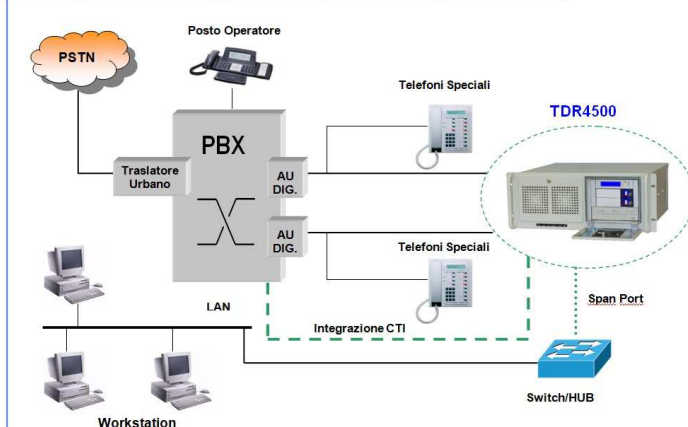 Posto Operatore
PSTN
Telefoni Speciali
TDR4500
PBX
Traslatore
Urbano
AU
DIG.
AU
DIG.
Telefoni Speciali
LAN
Span Port
Integrazione CTI
Switch/HUB
Workstation